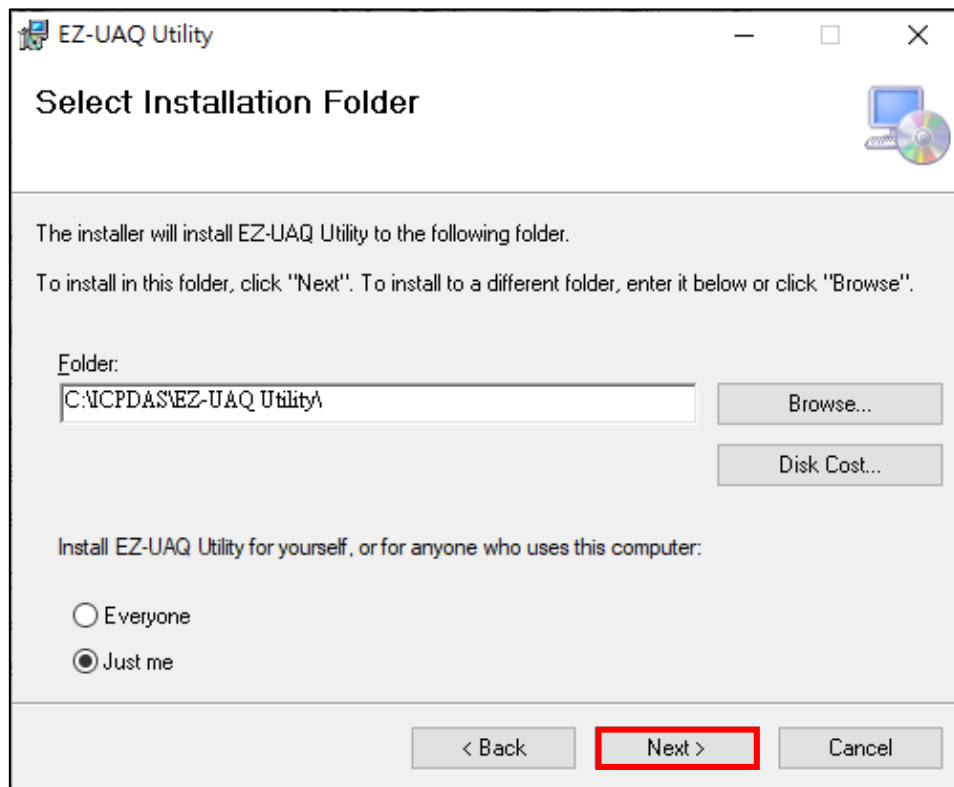 EZ-UAQ Utility
Select Installation Folder
The installer will install EZ-UAQ Utility to the following folder.
To install in this folder, click "Next". To install to a different folder, enter it below or click "Browse".
Folder:
C:\ICPDAS\EZ-UAQ Utility\
Browse...
Disk Cost...
Install EZ-UAQ Utility for yourself, or for anyone who uses this computer:
Everyone
Just me
< Back
Next >
Cancel